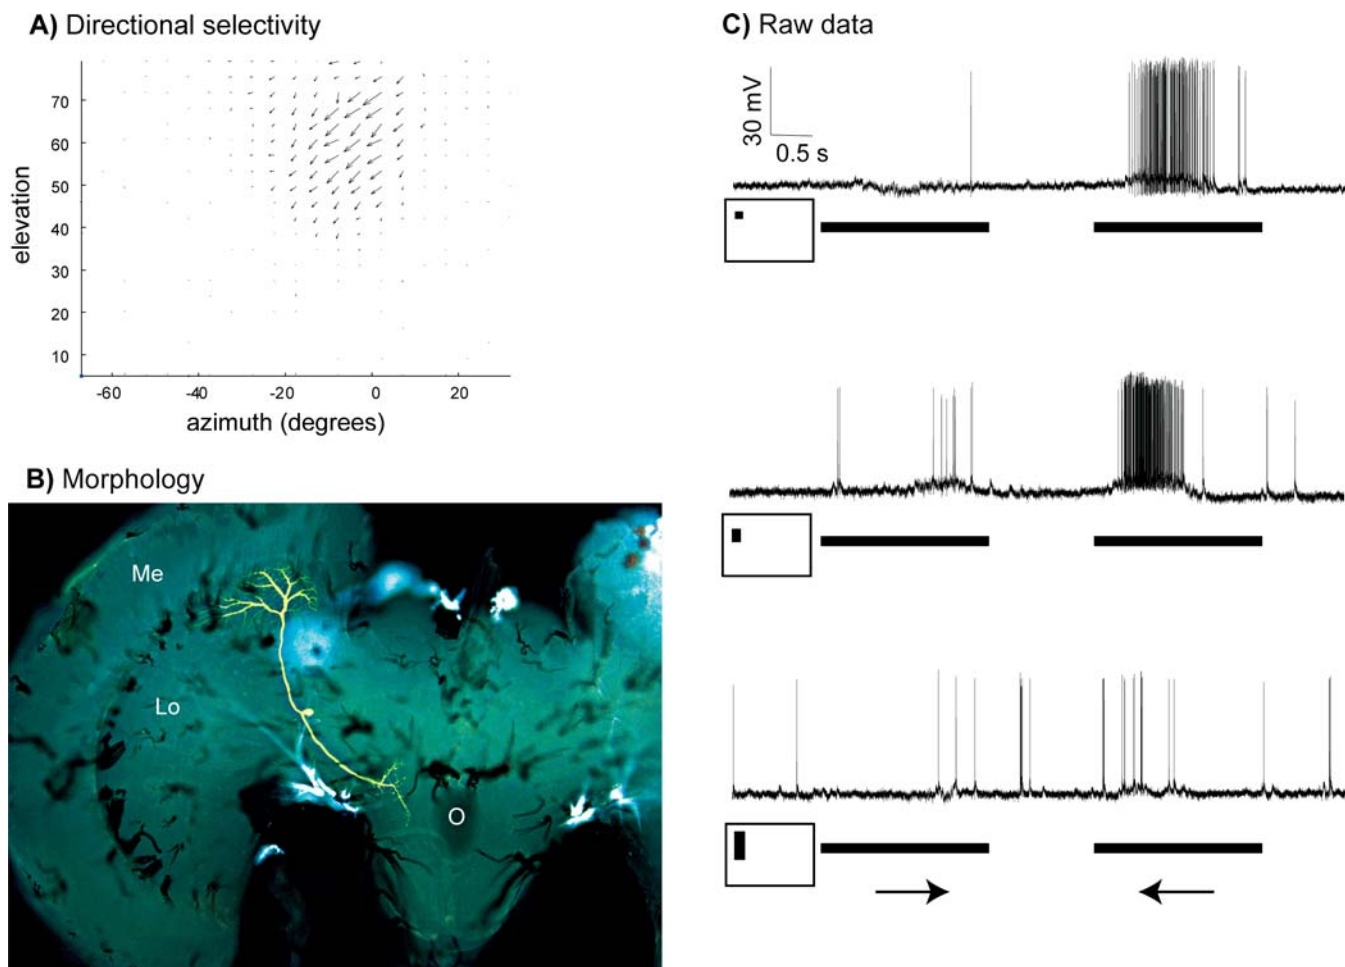 A) Directional selectivity
elevation
70
60
50
40
30
20
10
-60
-40
-20
0
20
azimuth (degrees)
B) Morphology
Me
Lo
O
C) Raw data
30 mV
0.5 s